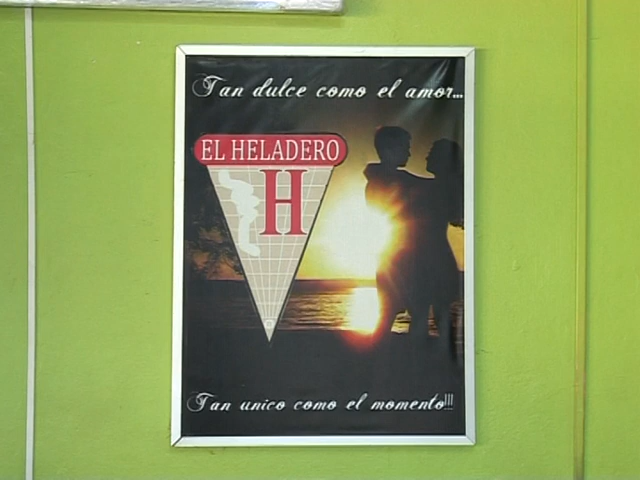 Tan dulce como el amor...
EL HELADERO
H
Tan unico como el momento!!!